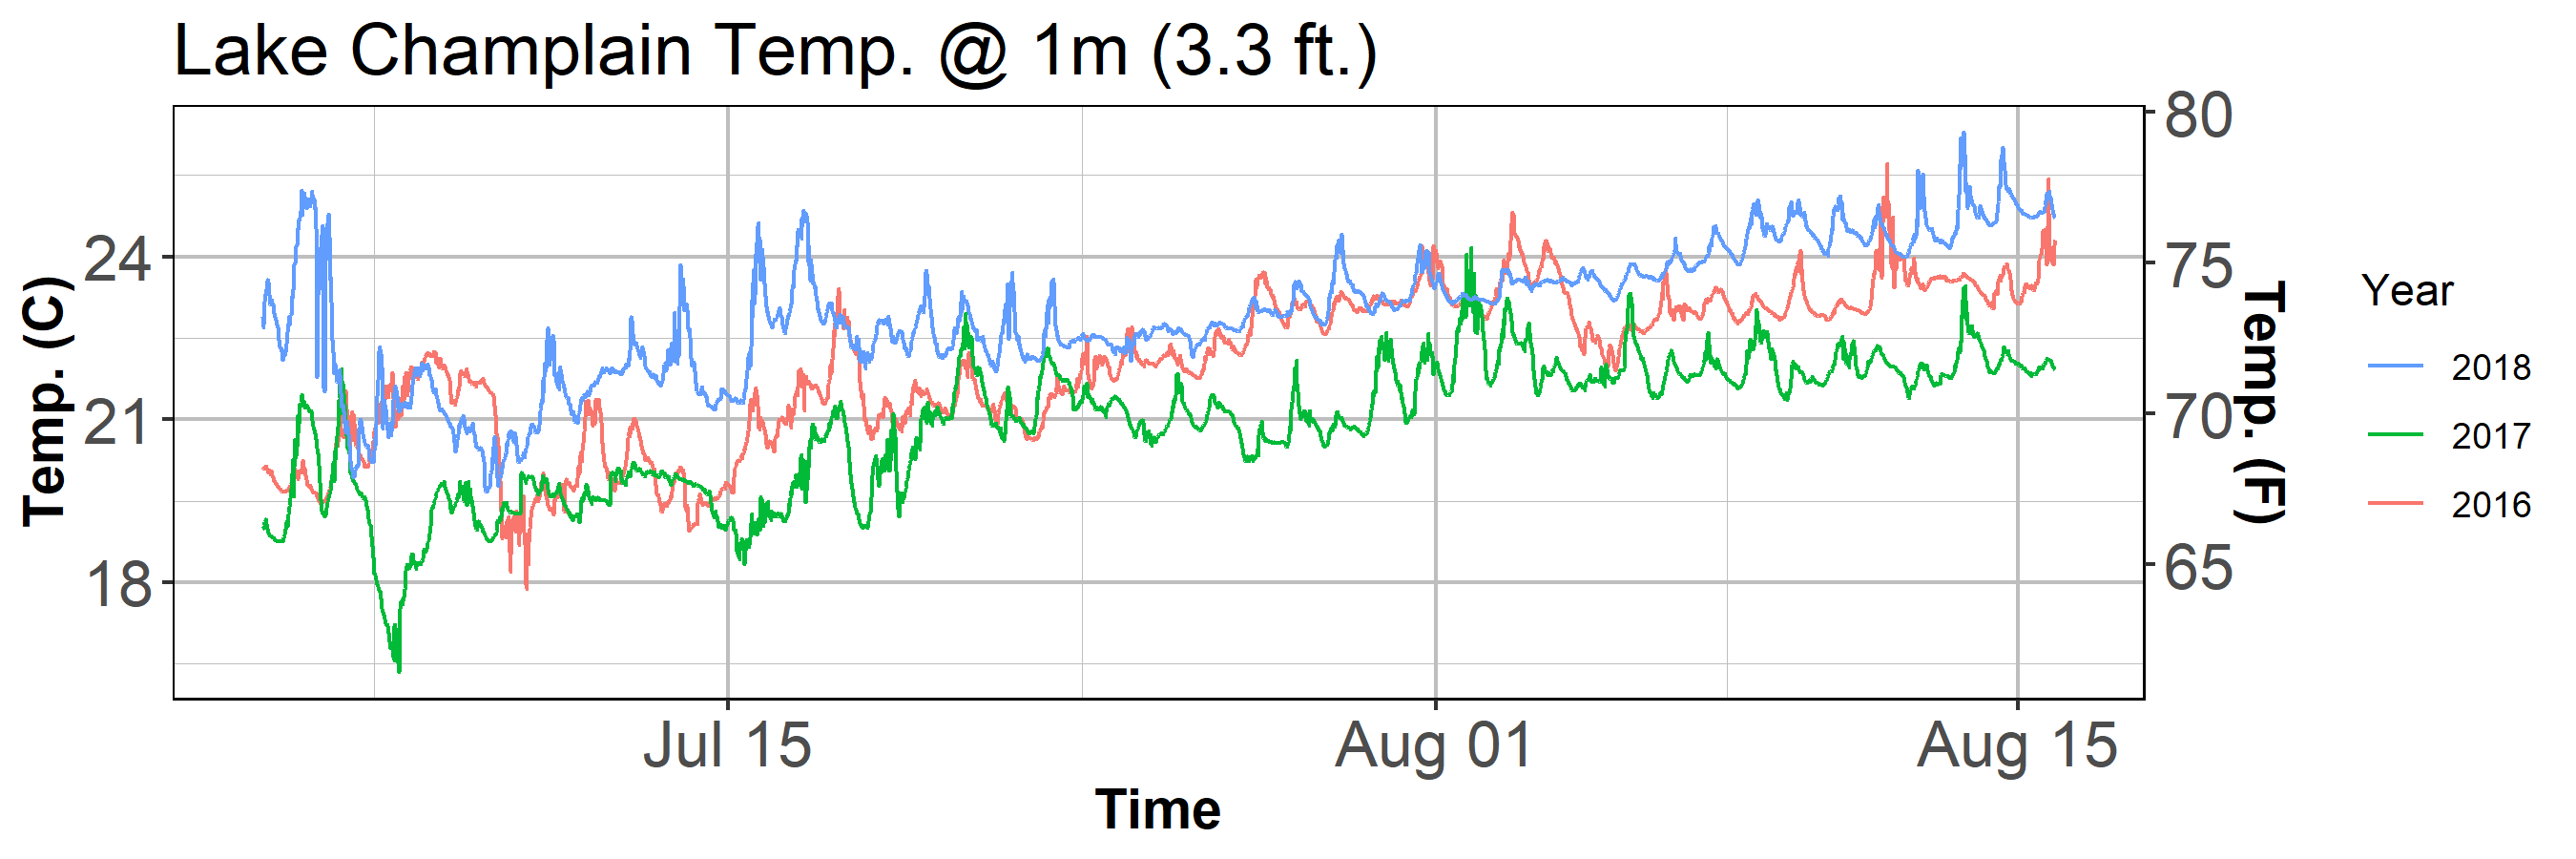 Lake Champlain Temp. @ 1m (3.3 ft.)
Temp. (C)
24
21
18
80
75
70
65
Temp. (F)
Jul 15
Aug 01
Aug 15
Time
Year
2018
2017
2016